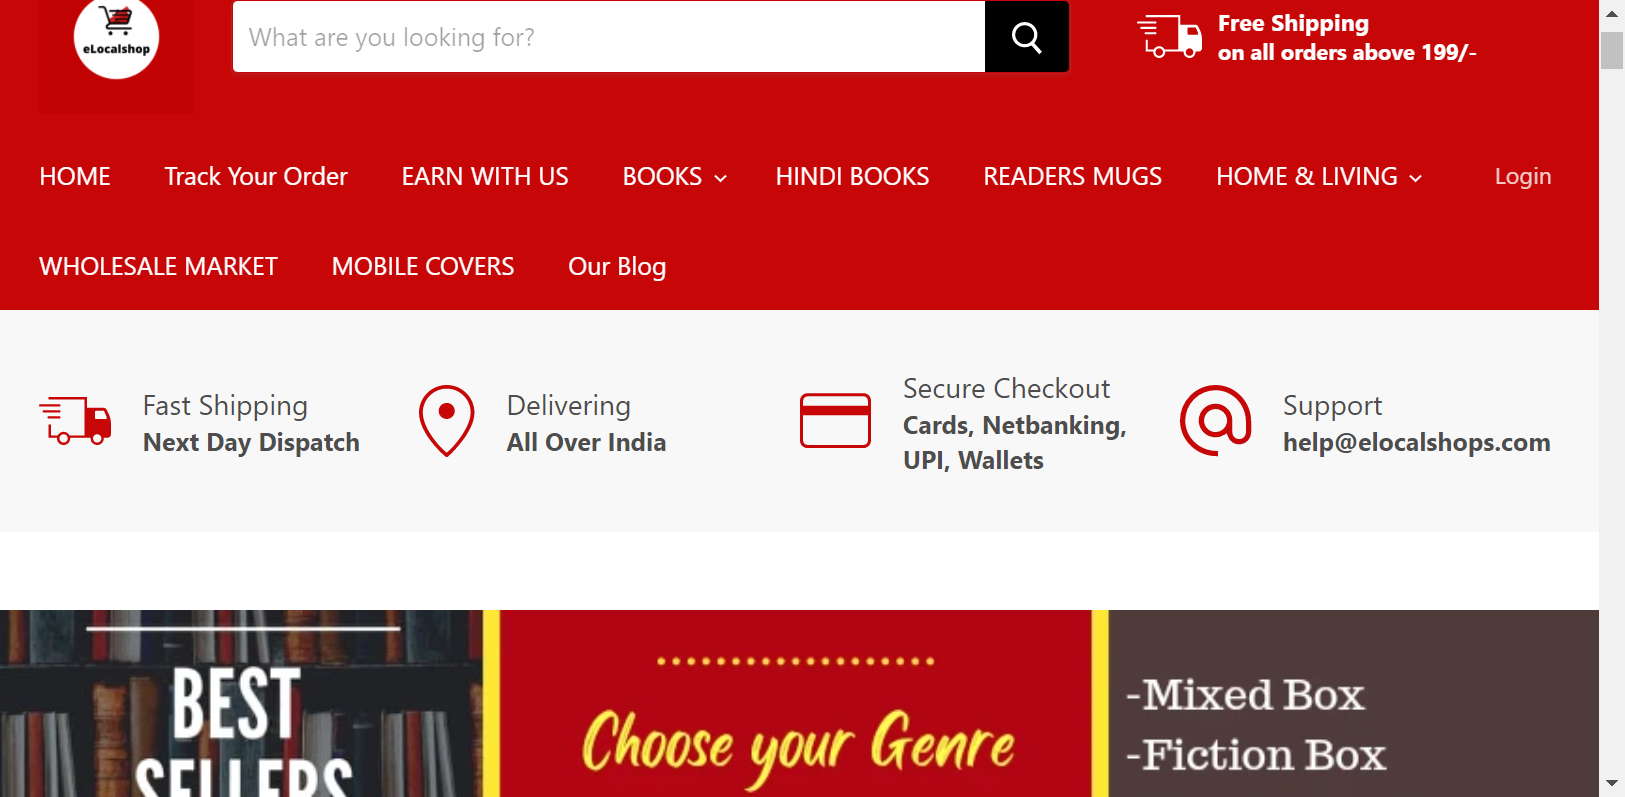 eLocalshop
What are you looking for?
Free Shipping
on all orders above 199/-
HOME
Track Your Order
EARN WITH US
BOOKS
HINDI BOOKS
READERS MUGS
HOME & LIVING
Login
WHOLESALE MARKET
MOBILE COVERS
Our Blog
Fast Shipping
Next Day Dispatch
Delivering
All Over India
Secure Checkout
Cards, Netbanking,
UPI, Wallets
Support
help@elocalshops.com
BEST
SELLERS
Choose your Genre
-Mixed Box
-Fiction Box